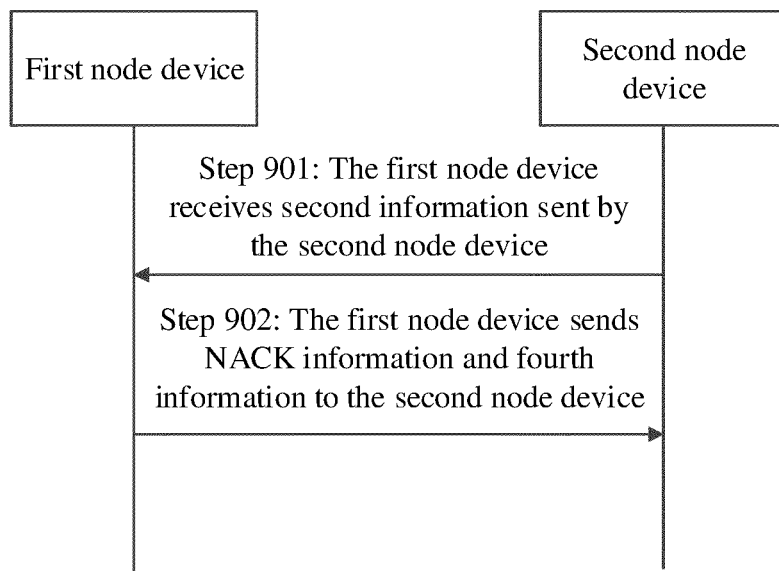 First node device
Second node
device
Step 901: The first node device
receives second information sent by
the second node device
Step 902: The first node device sends
NACK information and fourth
information to the second node device